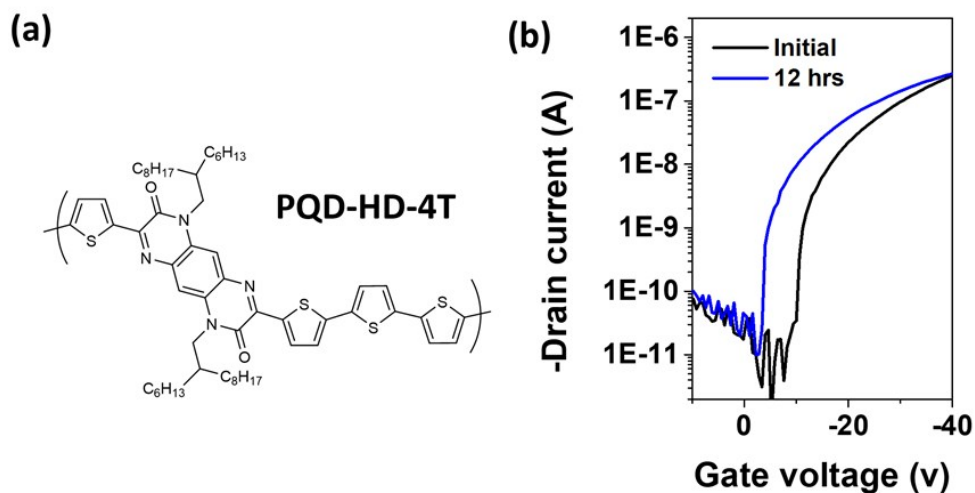 (a)
C8H17
C6H13
O
N
PQD-HD-4T
S
N
N
S
S
S
N
O
C6H13
C8H17
(b)
Initial
12 hrs
1E-6
1E-7
1E-8
1E-9
1E-10
1E-11
-Drain current (A)
0
-20
-40
Gate voltage (v)